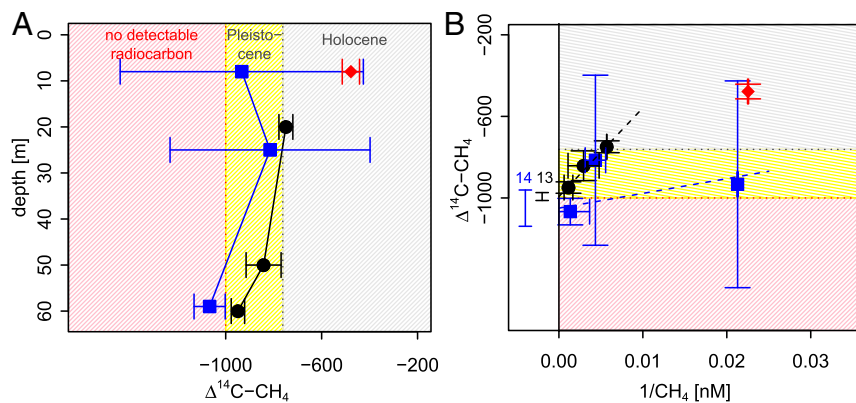 A
no detectable
radiocarbon
Pleisto-
cene
Holocene
0
10
20
30
40
50
60
depth [m]
−1000
−600
−200
Δ¹⁴C−CH₄
B
−200
−600
−1000
Δ¹⁴C−CH₄
14
13
0.00
0.01
0.02
0.03
1/CH₄ [nM]